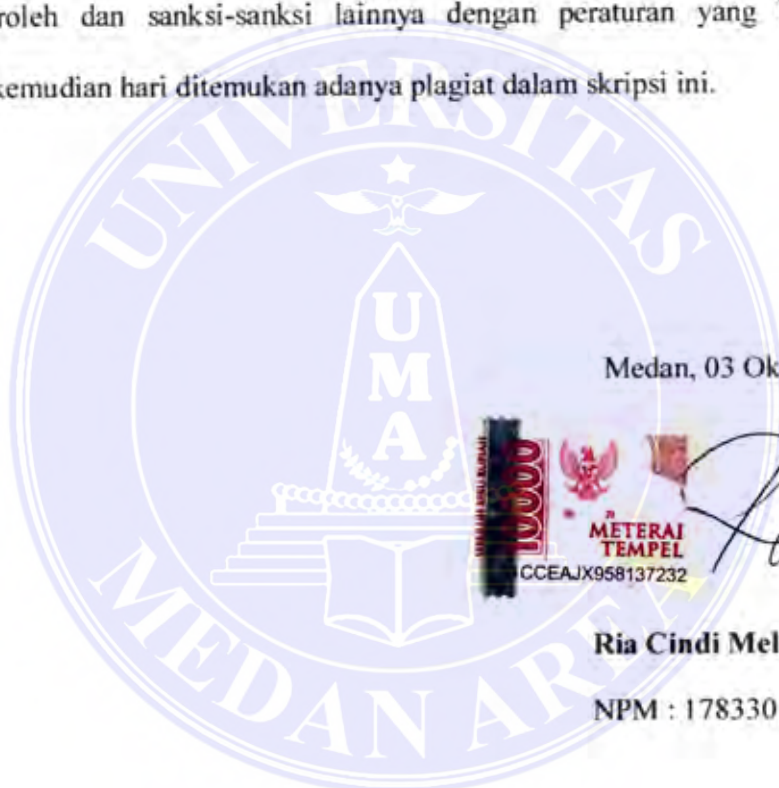 roleh dan sanksi-sanksi lainnya dengan peraturan yang
kemudian hari ditemukan adanya plagiat dalam skripsi ini.
UNIVERSITAS
UMA
MEDAN AREA
Medan, 03 Ok
10000
METERAI
TEMPEL
CCEAJX958137232
Ria Cindi Mel
NPM : 178330